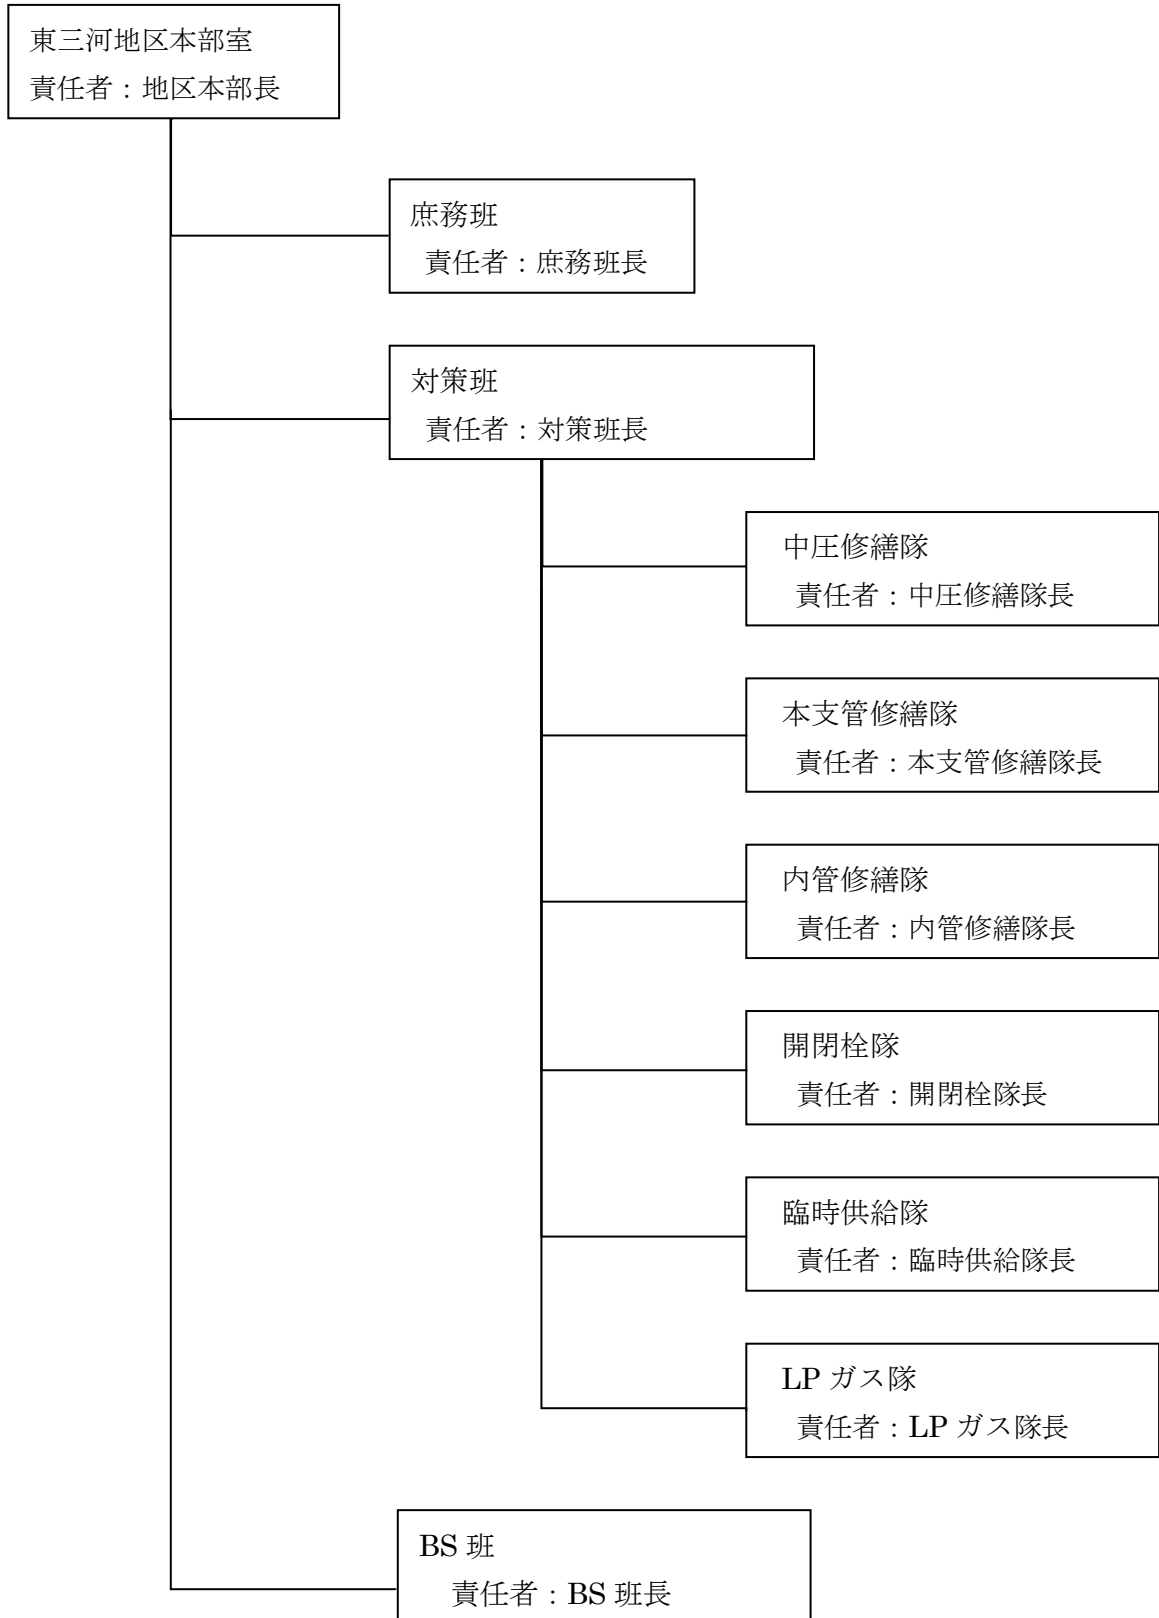 東三河地区本部室
責任者：地区本部長
庶務班
責任者：庶務班長
対策班
責任者：対策班長
中圧修繕隊
責任者：中圧修繕隊長
本支管修繕隊
責任者：本支管修繕隊長
内管修繕隊
責任者：内管修繕隊長
開閉栓隊
責任者：開閉栓隊長
臨時供給隊
責任者：臨時供給隊長
LP ガス隊
責任者：LP ガス隊長
BS 班
責任者：BS 班長